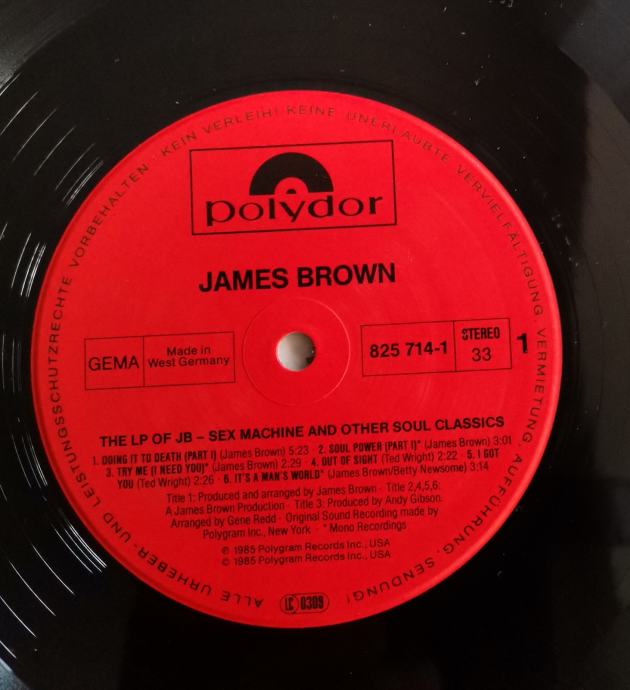 ALLE URHEBER- UND LEISTUNGSSCHUTZRECHTE VORBEHALTEN · KEIN VERLEIH! KEINE UNERLAUBTE VERVIELFÄLTIGUNG, VERMIETUNG, AUFFÜHRUNG, SENDUNG!
polydor
JAMES BROWN
GEMA
Made in
West Germany
825 714-1
STEREO
33
1
THE LP OF JB – SEX MACHINE AND OTHER SOUL CLASSICS
1. DOING IT TO DEATH (PART I) (James Brown) 5:23 · 2. SOUL POWER (PART I)* (James Brown) 3:01
3. TRY ME (I NEED YOU)* (James Brown) 2:29 · 4. OUT OF SIGHT (Ted Wright) 2:22 · 5. I GOT
YOU (Ted Wright) 2:26 · 6. IT'S A MAN'S WORLD* (James Brown/Betty Newsome) 3:14
Title 1: Produced and arranged by James Brown · Title 2,4,5,6:
A James Brown Production · Title 3: Produced by Andy Gibson.
Arranged by Gene Redd · Original Sound Recording made by
Polygram Inc., New York · * Mono Recordings
℗ 1985 Polygram Records Inc., USA
© 1985 Polygram Records Inc., USA
LC 0309